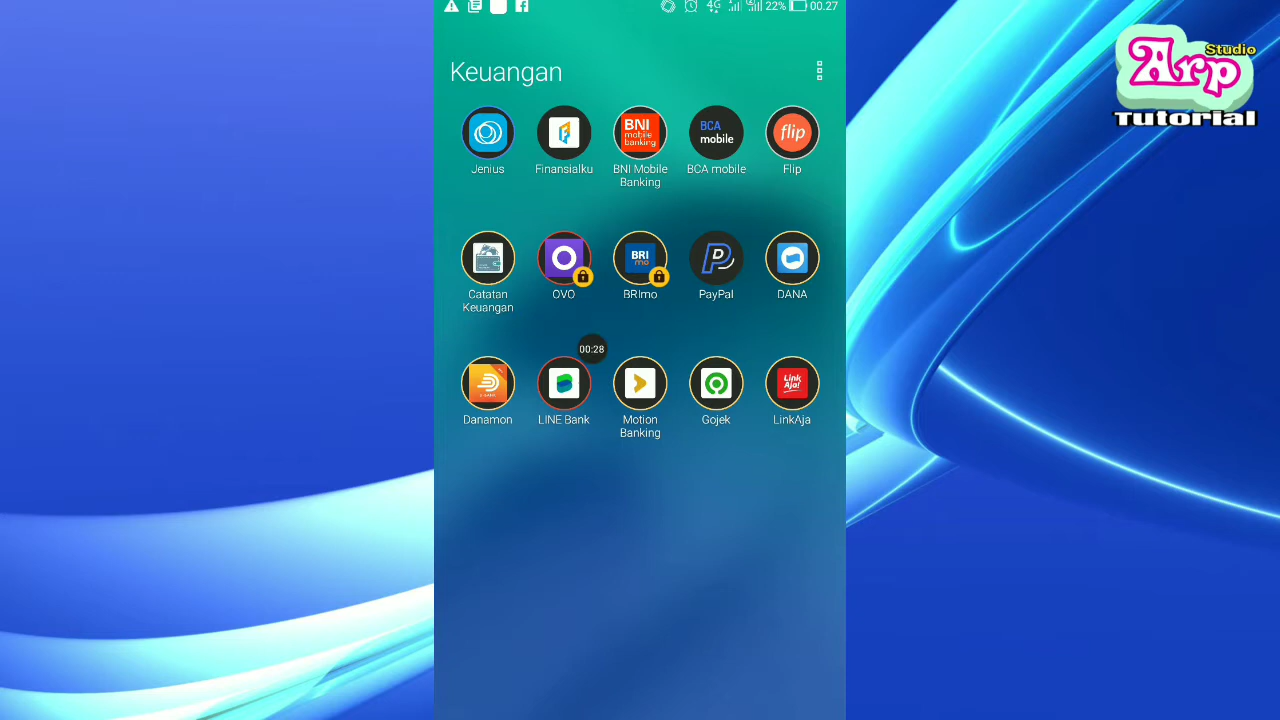 4G 22% 00.27
Studio
Arp
Tutorial
Keuangan
BNI
mobile
banking
BCA
mobile
flip
Jenius
Finansialku
BNI Mobile
Banking
BCA mobile
Flip
BRI
mo
Catatan
Keuangan
OVO
BRImo
PayPal
DANA
00:28
Link
Aja!
Danamon
LINE Bank
Motion
Banking
Gojek
LinkAja